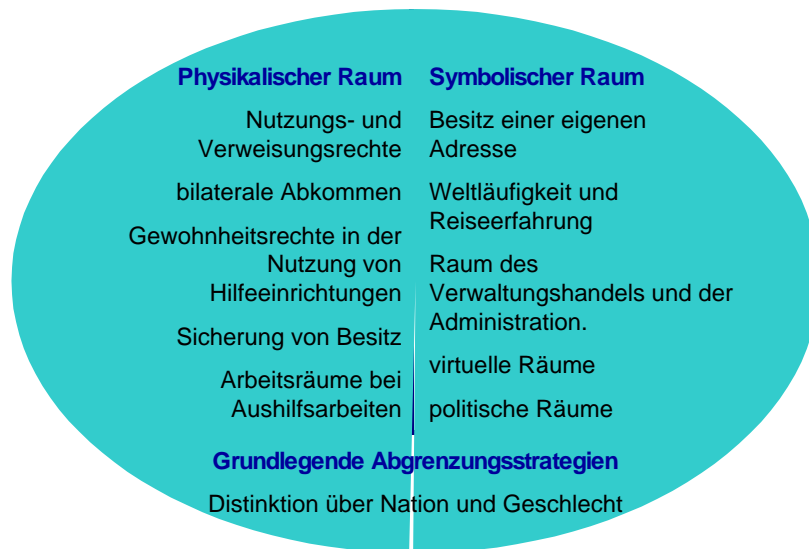 Physikalischer Raum
Nutzungs- und
Verweisungsrechte
bilaterale Abkommen
Gewohnheitsrechte in der
Nutzung von
Hilfeeinrichtungen
Sicherung von Besitz
Arbeitsräume bei
Aushilfsarbeiten
Symbolischer Raum
Besitz einer eigenen
Adresse
Weltläufigkeit und
Reiseerfahrung
Raum des
Verwaltungshandels und der
Administration.
virtuelle Räume
politische Räume
Grundlegende Abgrenzungsstrategien
Distinktion über Nation und Geschlecht